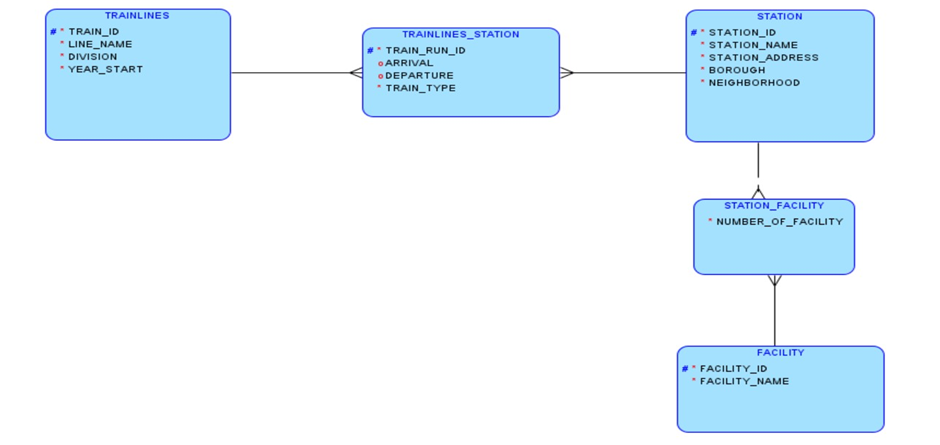 TRAINLINES
# * TRAIN_ID
* LINE_NAME
* DIVISION
* YEAR_START
TRAINLINES_STATION
# * TRAIN_RUN_ID
o ARRIVAL
o DEPARTURE
* TRAIN_TYPE
STATION
# * STATION_ID
* STATION_NAME
* STATION_ADDRESS
* BOROUGH
* NEIGHBORHOOD
STATION_FACILITY
* NUMBER_OF_FACILITY
FACILITY
# * FACILITY_ID
* FACILITY_NAME